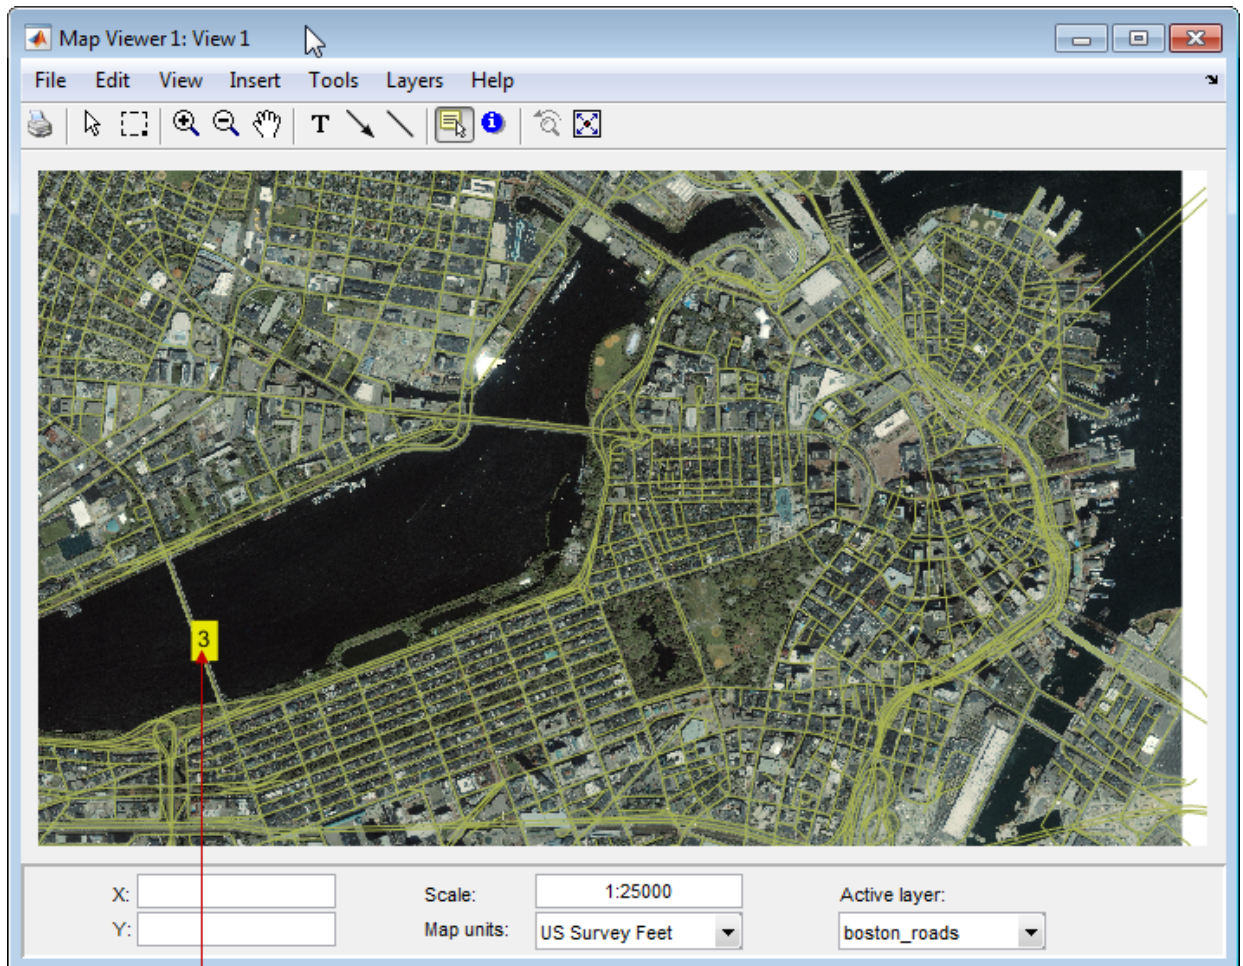 Map Viewer 1: View 1
File Edit View Insert Tools Layers Help
T
3
X:
Scale: 1:25000
Active layer:
Y:
Map units: US Survey Feet
boston_roads